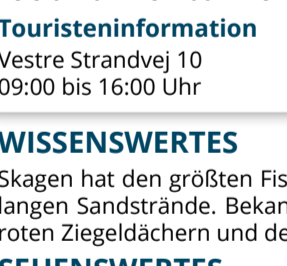 Touristeninformation
Vestre Strandvej 10
09:00 bis 16:00 Uhr
WISSENSWERTES
Skagen hat den größten
langen Sandstrände.
roten Ziegeldächern und
SEHENSWERTES